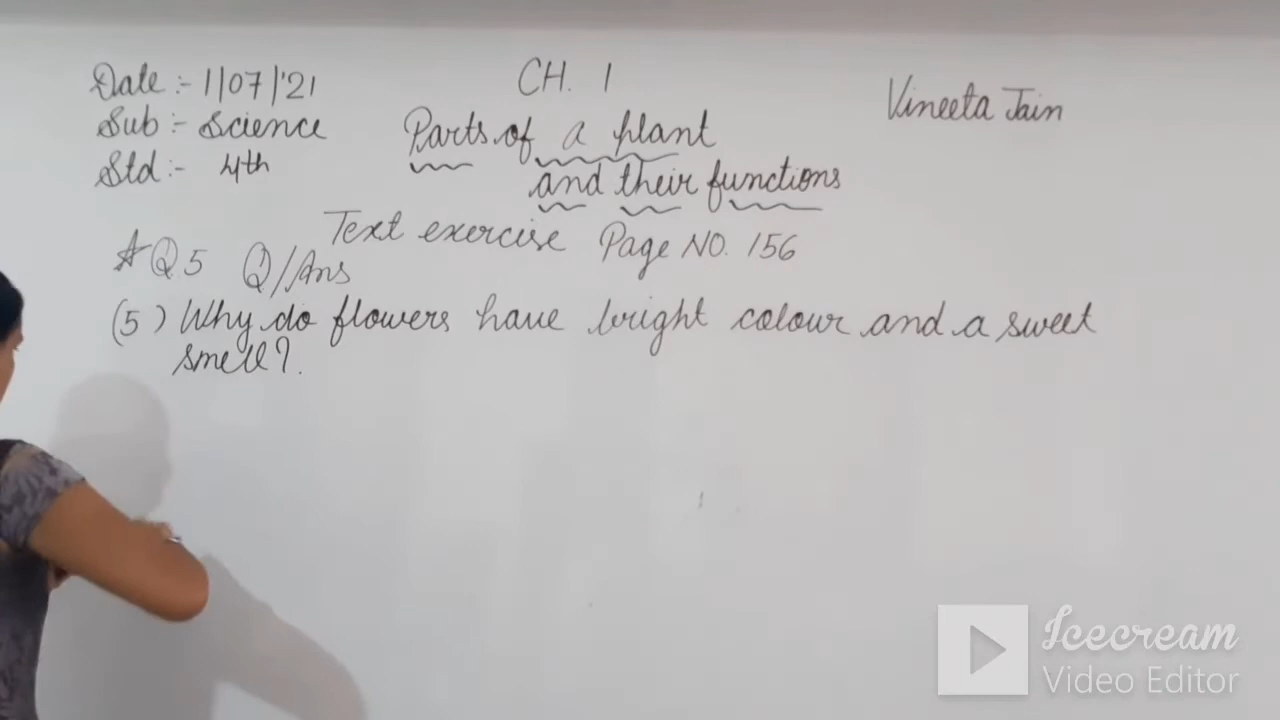 Date :- 1/07/'21
CH. 1
Vineeta Jain
Sub :- Science
Parts of a plant
Std :- 4th
and their functions
Text exercise Page NO. 156
*Q.5 Q/Ans
(5) Why do flowers have bright colour and a sweet
smell?
Icecream
Video Editor